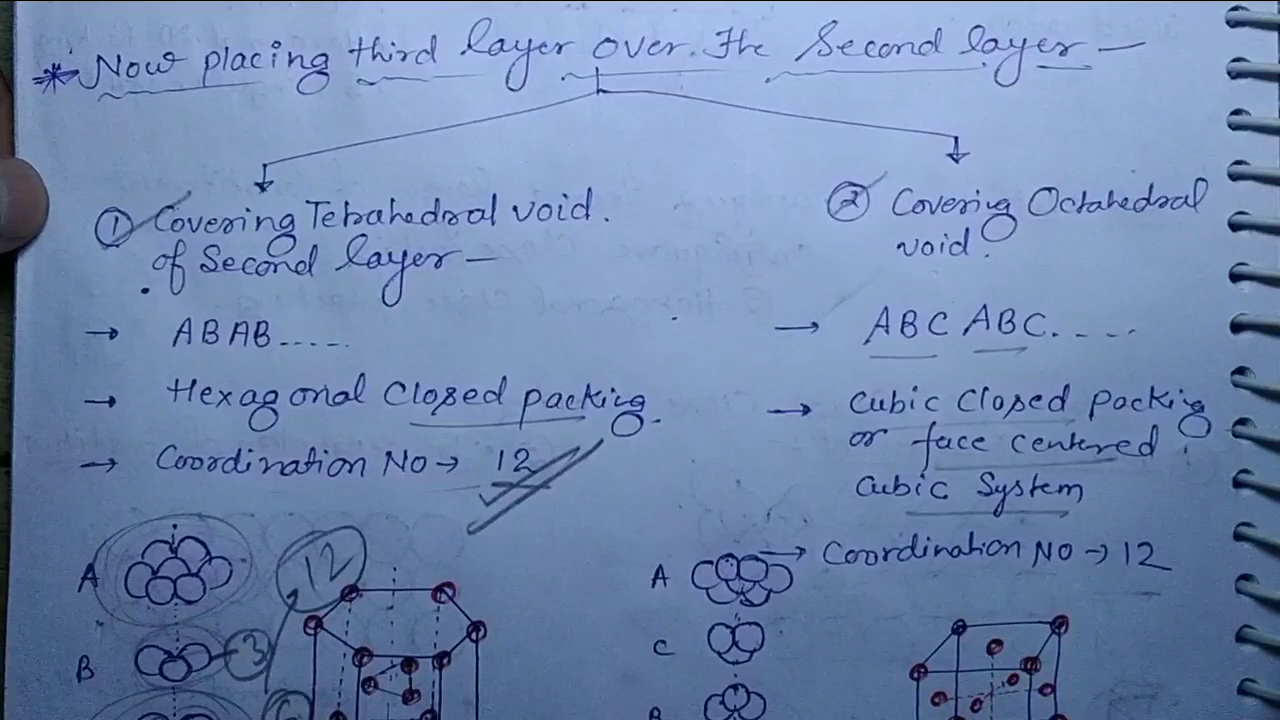 * Now placing third layer over the Second layer —
① Covering Tetrahedral void.
of Second layer —
→ ABAB.....
→ Hexagonal Closed packing.
→ Coordination No → 12
② Covering Octahedral
void.
→ ABC ABC.....
→ Cubic Closed packing
or face centered
Cubic System
→ Coordination No → 12
A
12
B
3
A
C
B